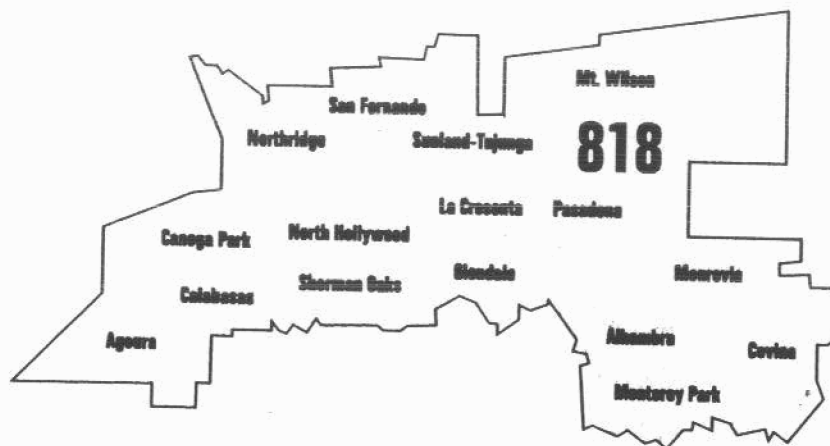 Mt. Wilson
San Fernando
818
Northridge
Sunland-Tujunga
La Cresenta
Pasadena
Canoga Park
North Hollywood
Glendale
Monrovia
Sherman Oaks
Calabasas
Agoura
Alhambra
Covina
Monterey Park